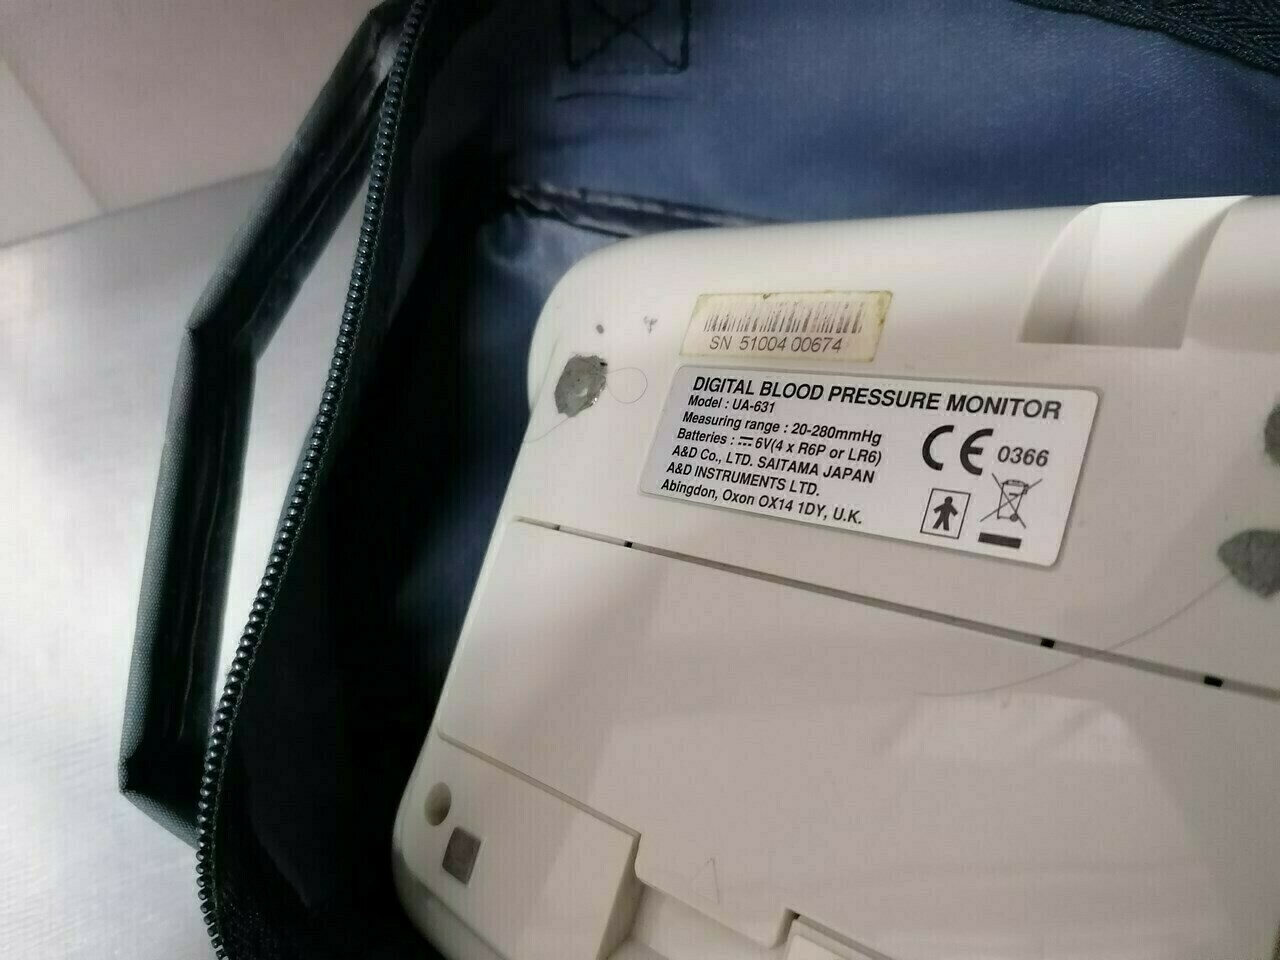 SN 51004 00674
DIGITAL BLOOD PRESSURE MONITOR
Model : UA-631
Measuring range : 20-280mmHg
Batteries : ⎓ 6V(4 x R6P or LR6)
A&D Co., LTD. SAITAMA JAPAN
A&D INSTRUMENTS LTD.
Abingdon, Oxon OX14 1DY, U.K.
CE 0366